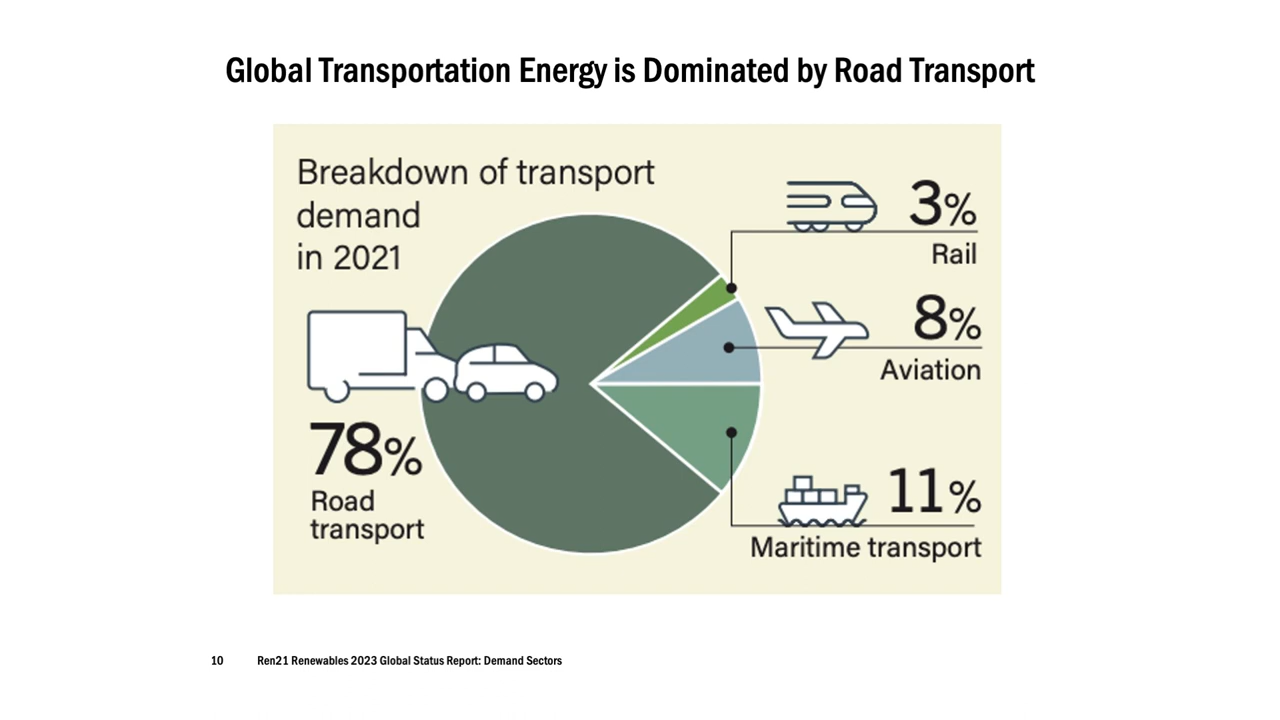 Global Transportation Energy is Dominated by Road Transport
Breakdown of transport
demand
in 2021
3%
Rail
8%
Aviation
78%
Road
transport
11%
Maritime transport
10 Ren21 Renewables 2023 Global Status Report: Demand Sectors